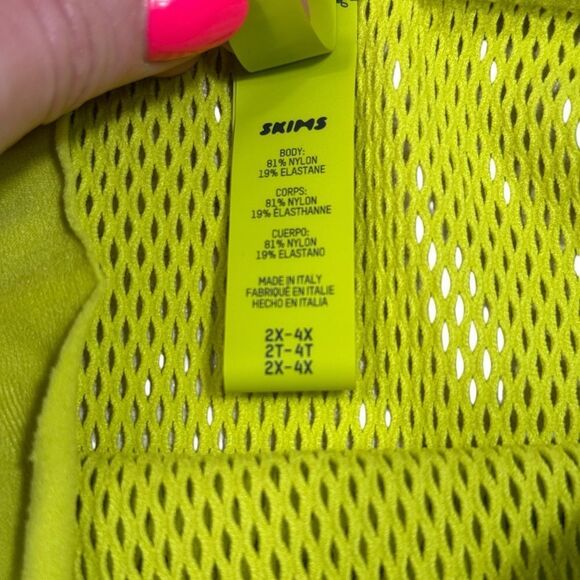 SKIMS
BODY:
81% NYLON
19% ELASTANE
CORPS:
81% NYLON
19% ÉLASTHANNE
CUERPO:
81% NYLON
19% ELASTANO
MADE IN ITALY
FABRIQUÉ EN ITALIE
HECHO EN ITALIA
2X-4X
2T-4T
2X-4X